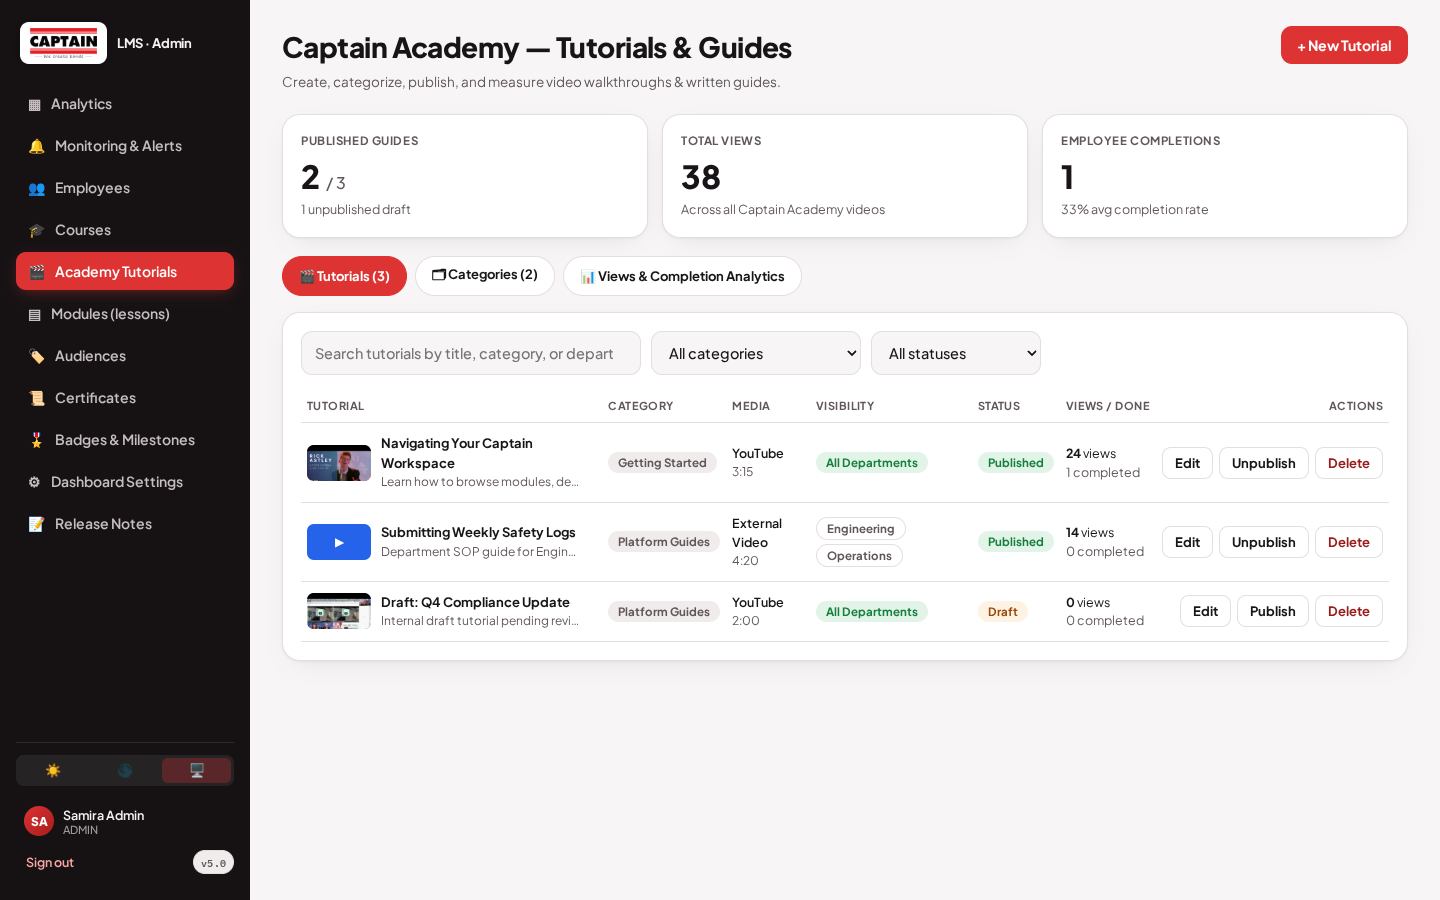 CAPTAIN
LMS · Admin
Analytics
Monitoring & Alerts
Employees
Courses
Academy Tutorials
Modules (lessons)
Audiences
Certificates
Badges & Milestones
Dashboard Settings
Release Notes
SA
Samira Admin
ADMIN
Sign out
v5.0
Captain Academy — Tutorials & Guides
+ New Tutorial
Create, categorize, publish, and measure video walkthroughs & written guides.
PUBLISHED GUIDES
2 / 3
1 unpublished draft
TOTAL VIEWS
38
Across all Captain Academy videos
EMPLOYEE COMPLETIONS
1
33% avg completion rate
Tutorials (3)
Categories (2)
Views & Completion Analytics
Search tutorials by title, category, or depart
All categories
All statuses
TUTORIAL CATEGORY MEDIA VISIBILITY STATUS VIEWS / DONE ACTIONS
RICK
ASTLEY
Navigating Your Captain
Workspace
Learn how to browse modules, de...
Getting Started
YouTube
3:15
All Departments
Published
24 views
1 completed
Edit Unpublish Delete
Submitting Weekly Safety Logs
Department SOP guide for Engin...
Platform Guides
External
Video
4:20
Engineering
Operations
Published
14 views
0 completed
Edit Unpublish Delete
Draft: Q4 Compliance Update
Internal draft tutorial pending revi...
Platform Guides
YouTube
2:00
All Departments
Draft
0 views
0 completed
Edit Publish Delete